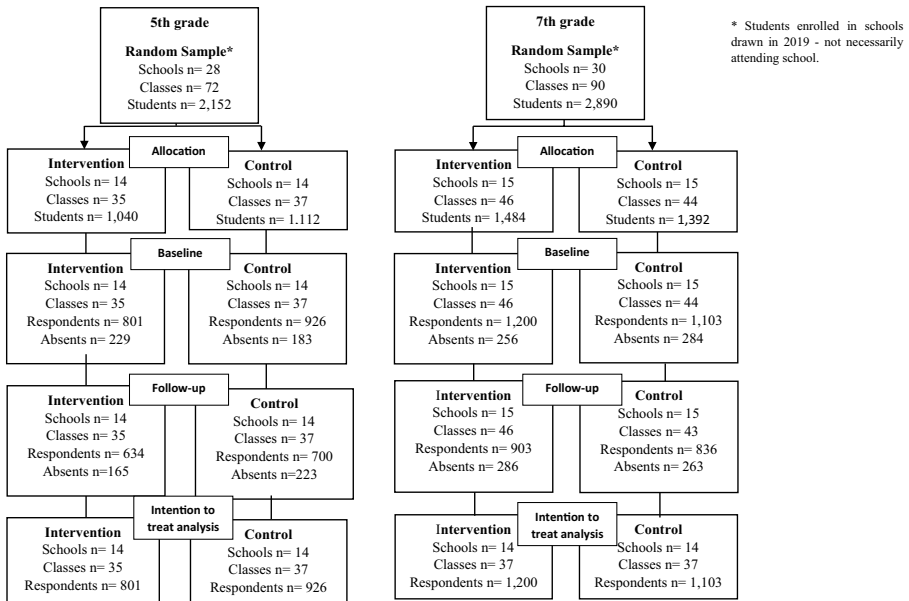 5th grade
Random Sample*
Schools n= 28
Classes n= 72
Students n= 2,152
Allocation
Intervention
Schools n= 14
Classes n= 35
Students n= 1,040
Control
Schools n= 14
Classes n= 37
Students n= 1.112
Baseline
Intervention
Schools n= 14
Classes n= 35
Respondents n= 801
Absents n= 229
Control
Schools n= 14
Classes n= 37
Respondents n= 926
Absents n= 183
Follow-up
Intervention
Schools n= 14
Classes n= 35
Respondents n= 634
Absents n=165
Control
Schools n= 14
Classes n= 37
Respondents n= 700
Absents n=223
Intention to
treat analysis
Intervention
Schools n= 14
Classes n= 35
Respondents n= 801
Control
Schools n= 14
Classes n= 37
Respondents n= 926
7th grade
Random Sample*
Schools n= 30
Classes n= 90
Students n= 2,890
Allocation
Intervention
Schools n= 15
Classes n= 46
Students n= 1,484
Control
Schools n= 15
Classes n= 44
Students n= 1,392
Baseline
Intervention
Schools n= 15
Classes n= 46
Respondents n= 1,200
Absents n= 256
Control
Schools n= 15
Classes n= 44
Respondents n= 1,103
Absents n= 284
Follow-up
Intervention
Schools n= 15
Classes n= 46
Respondents n= 903
Absents n= 286
Control
Schools n= 15
Classes n= 43
Respondents n= 836
Absents n= 263
Intention to
treat analysis
Intervention
Schools n= 14
Classes n= 37
Respondents n= 1,200
Control
Schools n= 14
Classes n= 37
Respondents n= 1,103
* Students enrolled in schools
drawn in 2019 - not necessarily
attending school.